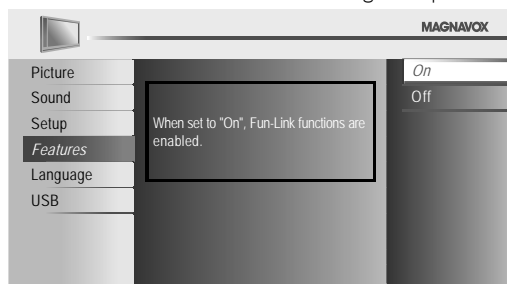 MAGNAVOX
Picture
Sound
Setup
Features
Language
USB
When set to "On", Fun-Link functions are
enabled.
On
Off